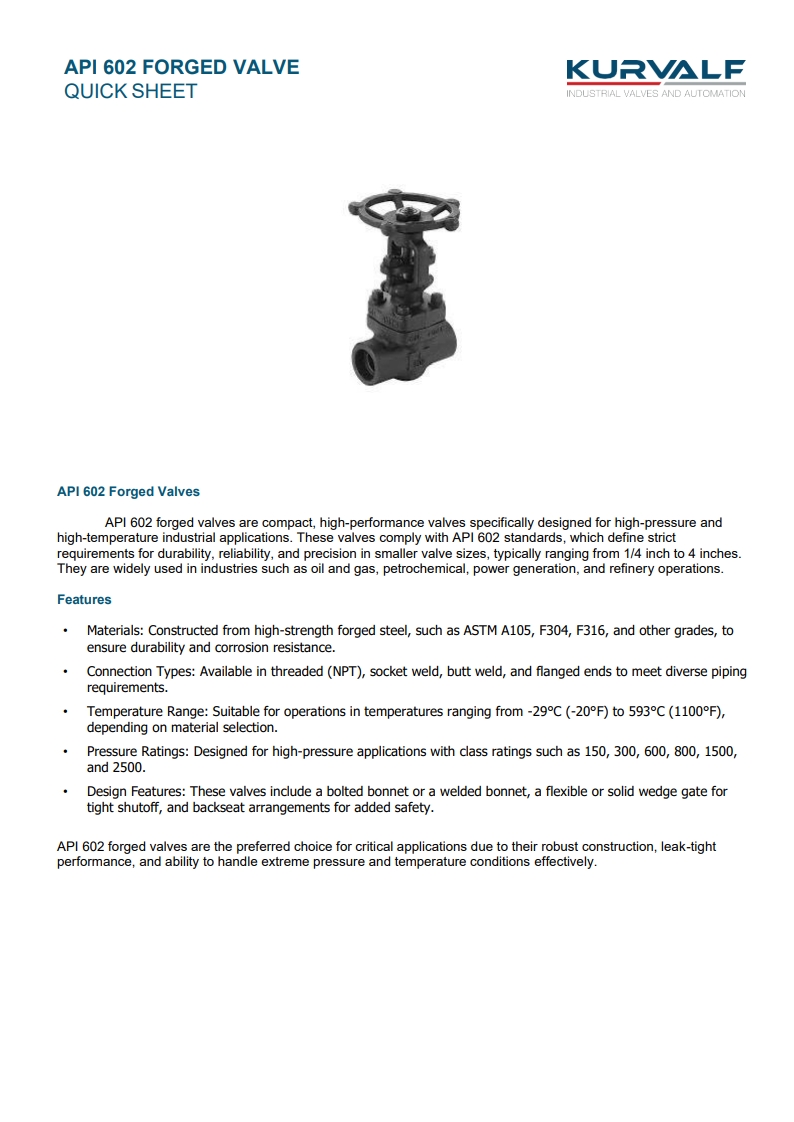 API 602 FORGED VALVE
QUICK SHEET
KURVALF
INDUSTRIAL VALVES AND AUTOMATION
API 602 Forged Valves
API 602 forged valves are compact, high-performance valves specifically designed for high-pressure and
high-temperature industrial applications. These valves comply with API 602 standards, which define strict
requirements for durability, reliability, and precision in smaller valve sizes, typically ranging from 1/4 inch to 4 inches.
They are widely used in industries such as oil and gas, petrochemical, power generation, and refinery operations.
Features
• Materials: Constructed from high-strength forged steel, such as ASTM A105, F304, F316, and other grades, to
ensure durability and corrosion resistance.
• Connection Types: Available in threaded (NPT), socket weld, butt weld, and flanged ends to meet diverse piping
requirements.
• Temperature Range: Suitable for operations in temperatures ranging from -29°C (-20°F) to 593°C (1100°F),
depending on material selection.
• Pressure Ratings: Designed for high-pressure applications with class ratings such as 150, 300, 600, 800, 1500,
and 2500.
• Design Features: These valves include a bolted bonnet or a welded bonnet, a flexible or solid wedge gate for
tight shutoff, and backseat arrangements for added safety.
API 602 forged valves are the preferred choice for critical applications due to their robust construction, leak-tight
performance, and ability to handle extreme pressure and temperature conditions effectively.